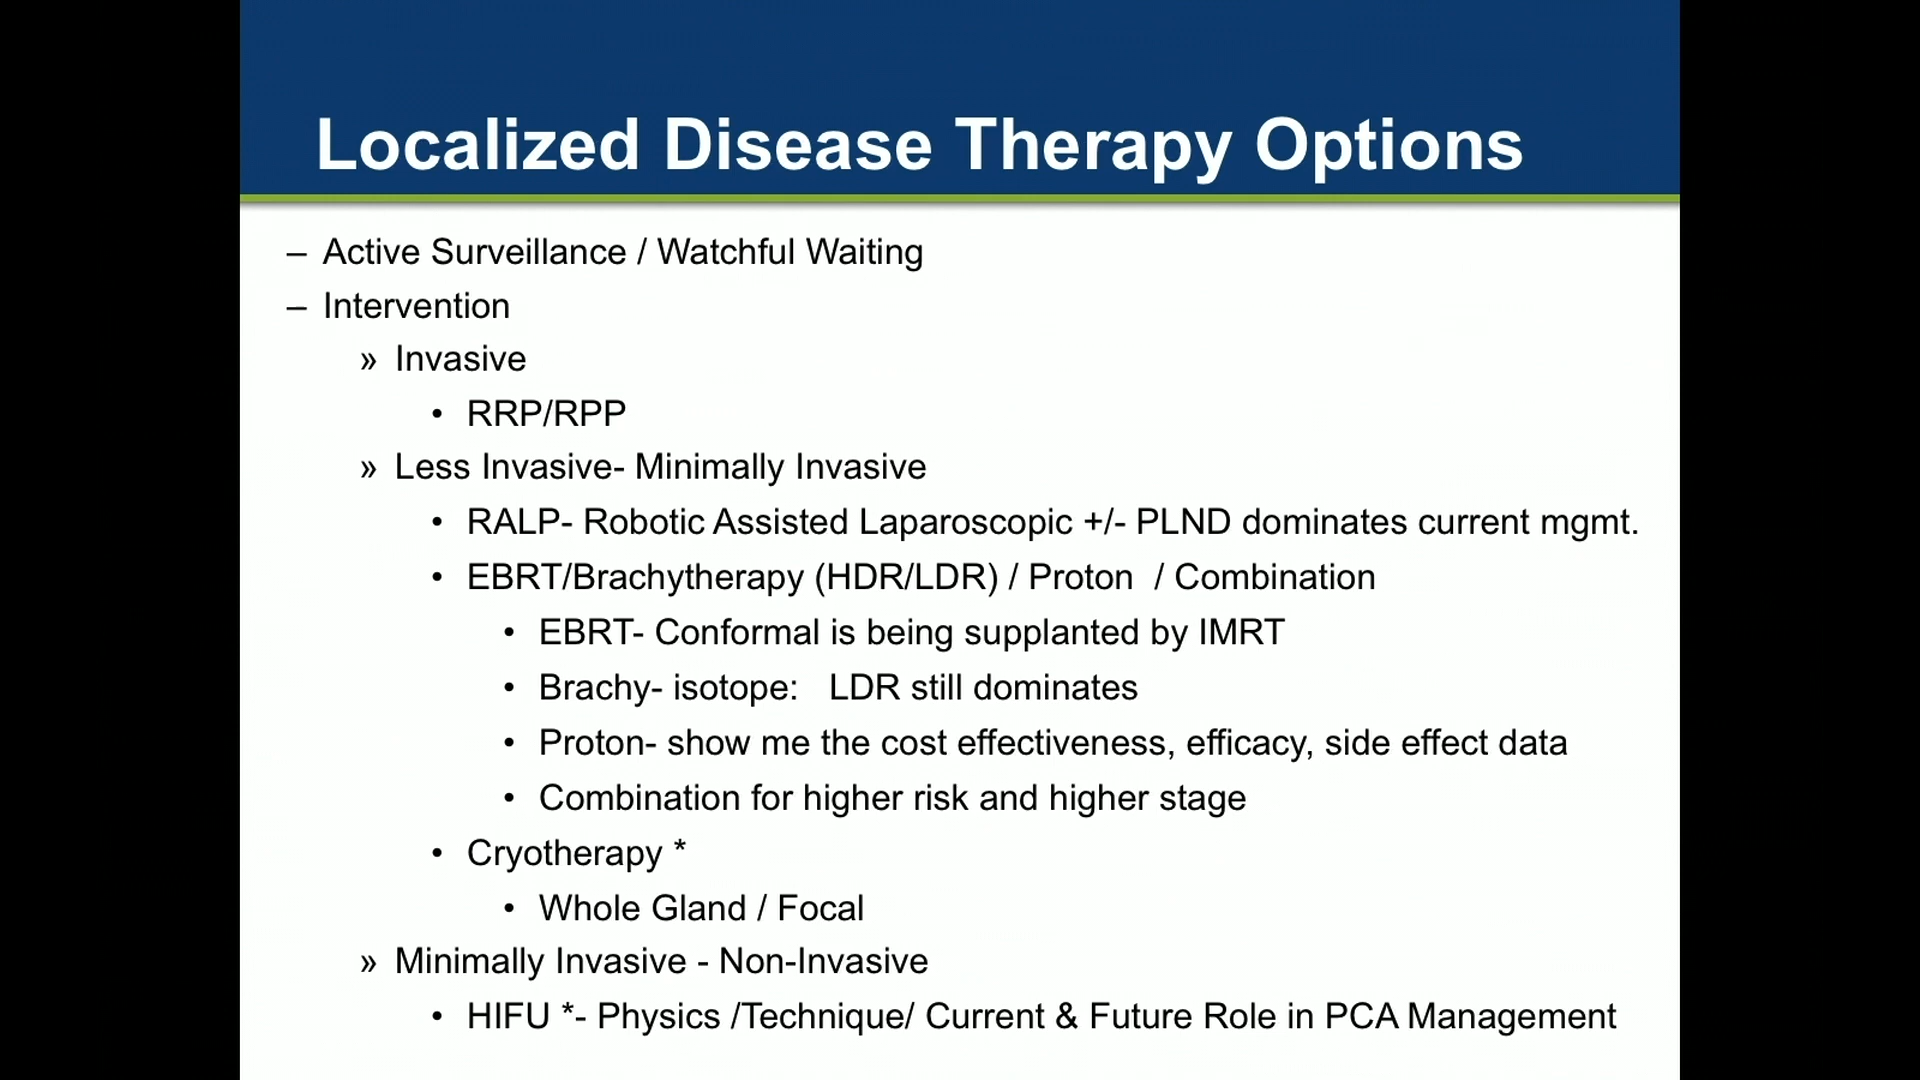 Localized Disease Therapy Options
– Active Surveillance / Watchful Waiting
– Intervention
» Invasive
• RRP/RPP
» Less Invasive- Minimally Invasive
• RALP- Robotic Assisted Laparoscopic +/- PLND dominates current mgmt.
• EBRT/Brachytherapy (HDR/LDR) / Proton / Combination
• EBRT- Conformal is being supplanted by IMRT
• Brachy- isotope: LDR still dominates
• Proton- show me the cost effectiveness, efficacy, side effect data
• Combination for higher risk and higher stage
• Cryotherapy *
• Whole Gland / Focal
» Minimally Invasive - Non-Invasive
• HIFU *- Physics /Technique/ Current & Future Role in PCA Management